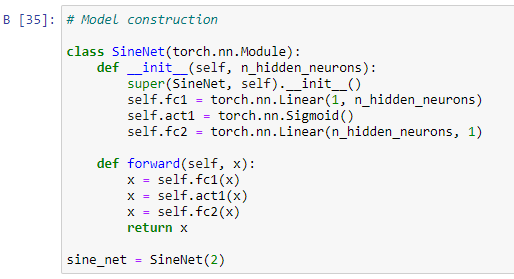 В [35]: # Model construction
class SineNet(torch.nn.Module):
    def __init__(self, n_hidden_neurons):
        super(SineNet, self).__init__()
        self.fc1 = torch.nn.Linear(1, n_hidden_neurons)
        self.act1 = torch.nn.Sigmoid()
        self.fc2 = torch.nn.Linear(n_hidden_neurons, 1)
    def forward(self, x):
        x = self.fc1(x)
        x = self.act1(x)
        x = self.fc2(x)
        return x
sine_net = SineNet(2)